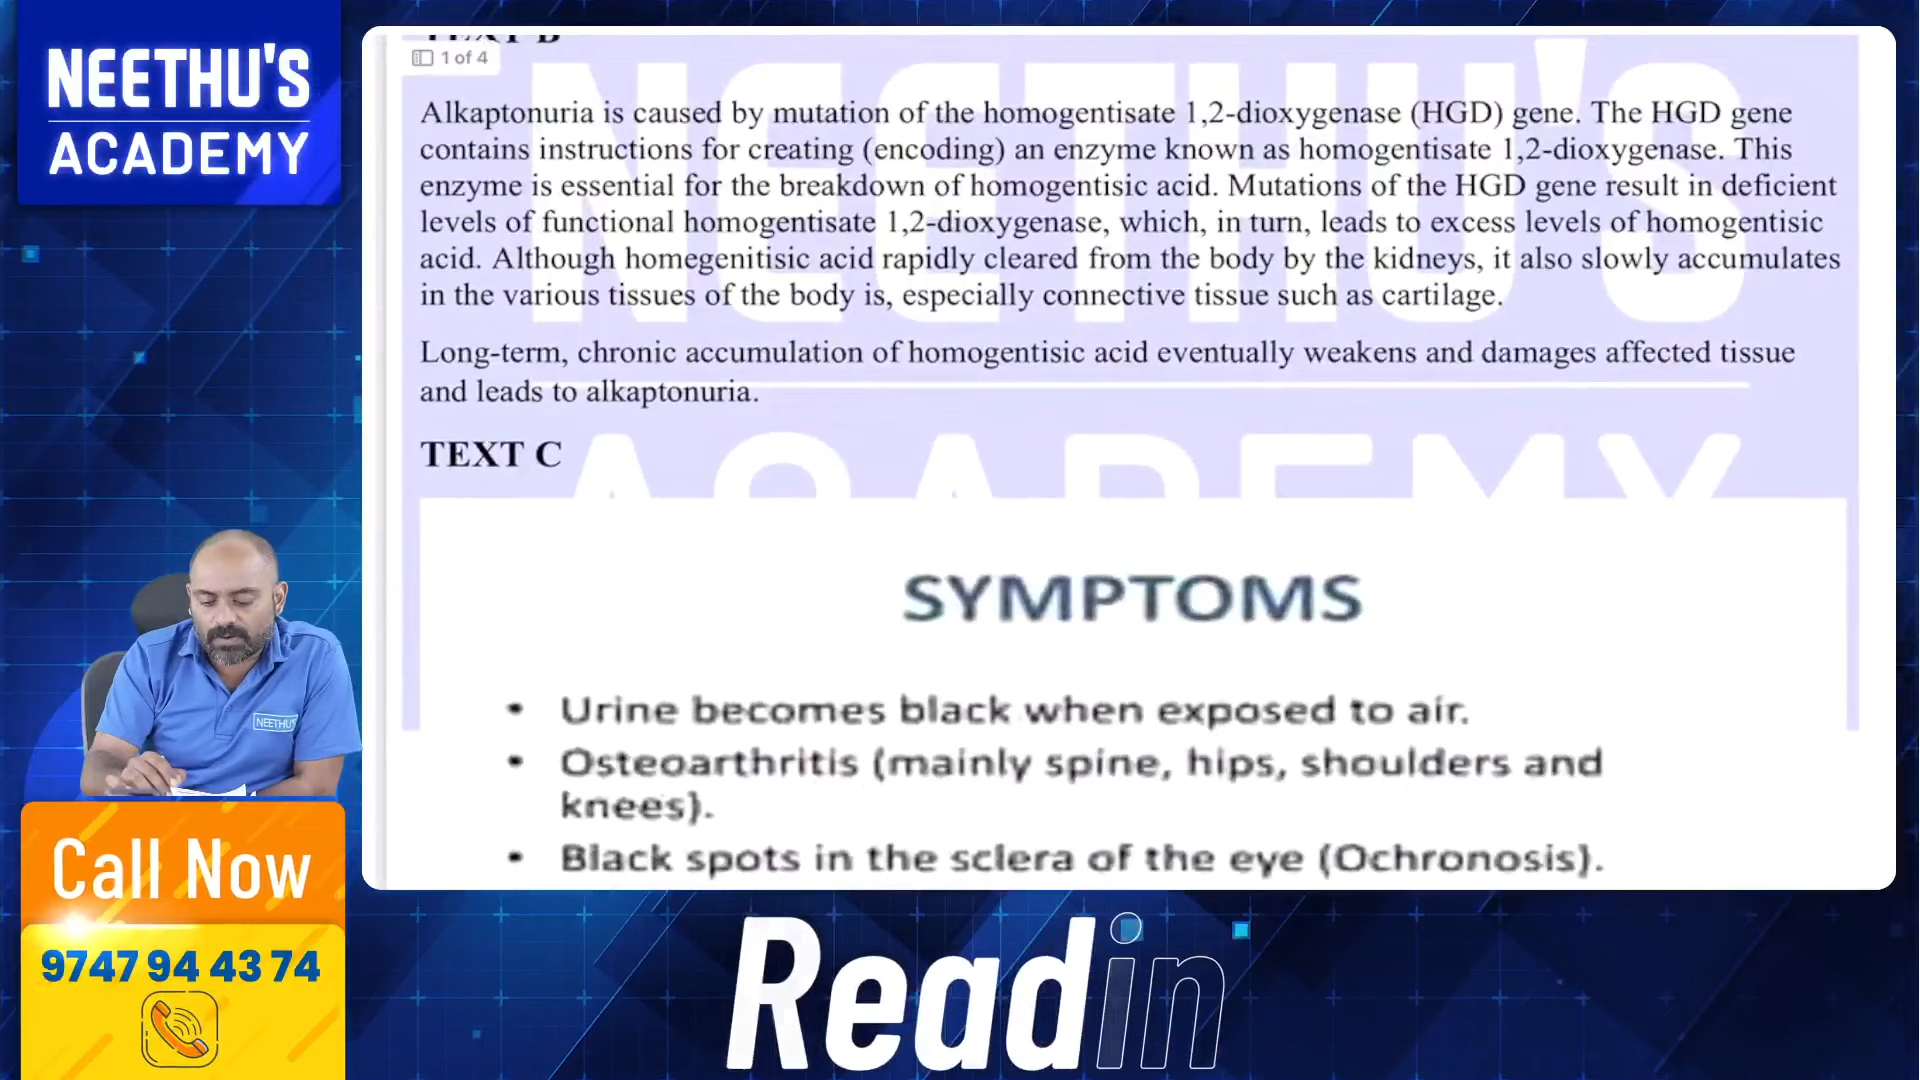 NEETHU'S
ACADEMY
TEXT B
1 of 4
Alkaptonuria is caused by mutation of the homogentisate 1,2-dioxygenase (HGD) gene. The HGD gene
contains instructions for creating (encoding) an enzyme known as homogentisate 1,2-dioxygenase. This
enzyme is essential for the breakdown of homogentisic acid. Mutations of the HGD gene result in deficient
levels of functional homogentisate 1,2-dioxygenase, which, in turn, leads to excess levels of homogentisic
acid. Although homegenitisic acid rapidly cleared from the body by the kidneys, it also slowly accumulates
in the various tissues of the body is, especially connective tissue such as cartilage.
Long-term, chronic accumulation of homogentisic acid eventually weakens and damages affected tissue
and leads to alkaptonuria.
TEXT C
NEETHU'S
ACADEMY
SYMPTOMS
• Urine becomes black when exposed to air.
• Osteoarthritis (mainly spine, hips, shoulders and
knees).
• Black spots in the sclera of the eye (Ochronosis).
NEETHU'S
Call Now
9747 94 43 74
Readin